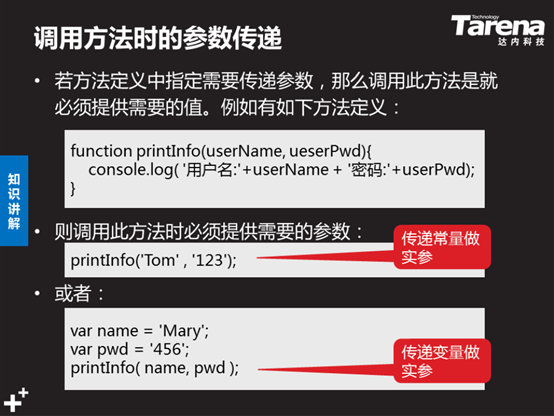 调用方法时的参数传递
Technology
Tarena
达内科技
• 若方法定义中指定需要传递参数，那么调用此方法是就
必须提供需要的值。例如有如下方法定义：
function printInfo(userName, ueserPwd){
console.log( '用户名:'+userName + '密码:'+userPwd);
}
知识讲解
• 则调用此方法时必须提供需要的参数：
传递常量做
实参
printInfo('Tom' , '123');
• 或者：
var name = 'Mary';
var pwd = '456';
printInfo( name, pwd );
传递变量做
实参